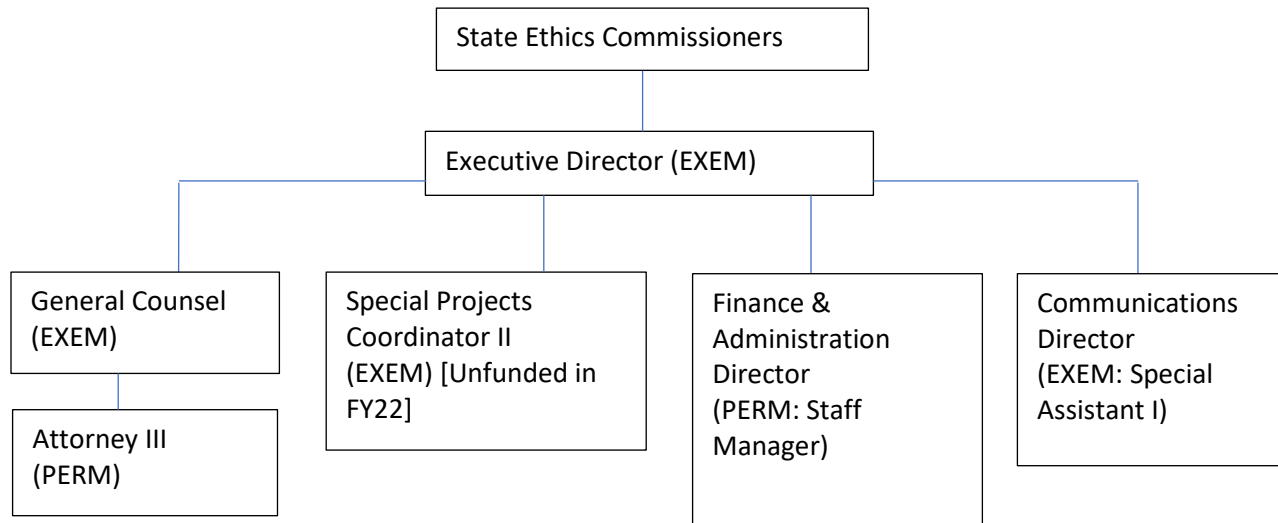 State Ethics Commissioners
Executive Director (EXEM)
General Counsel
(EXEM)
Attorney III
(PERM)
Special Projects
Coordinator II
(EXEM) [Unfunded in
FY22]
Finance &
Administration
Director
(PERM: Staff
Manager)
Communications
Director
(EXEM: Special
Assistant I)